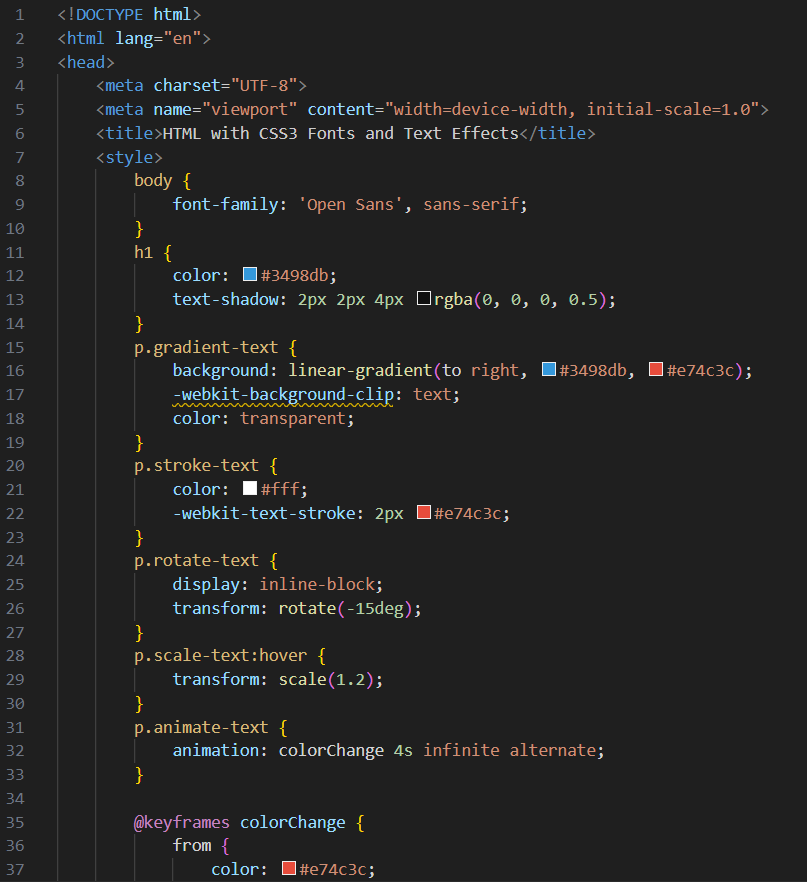 1 <!DOCTYPE html>
2 <html lang="en">
3 <head>
4     <meta charset="UTF-8">
5     <meta name="viewport" content="width=device-width, initial-scale=1.0">
6     <title>HTML with CSS3 Fonts and Text Effects</title>
7     <style>
8         body {
9             font-family: 'Open Sans', sans-serif;
10         }
11         h1 {
12             color: #3498db;
13             text-shadow: 2px 2px 4px rgba(0, 0, 0, 0.5);
14         }
15         p.gradient-text {
16             background: linear-gradient(to right, #3498db, #e74c3c);
17             -webkit-background-clip: text;
18             color: transparent;
19         }
20         p.stroke-text {
21             color: #fff;
22             -webkit-text-stroke: 2px #e74c3c;
23         }
24         p.rotate-text {
25             display: inline-block;
26             transform: rotate(-15deg);
27         }
28         p.scale-text:hover {
29             transform: scale(1.2);
30         }
31         p.animate-text {
32             animation: colorChange 4s infinite alternate;
33         }
34
35         @keyframes colorChange {
36             from {
37                 color: #e74c3c;